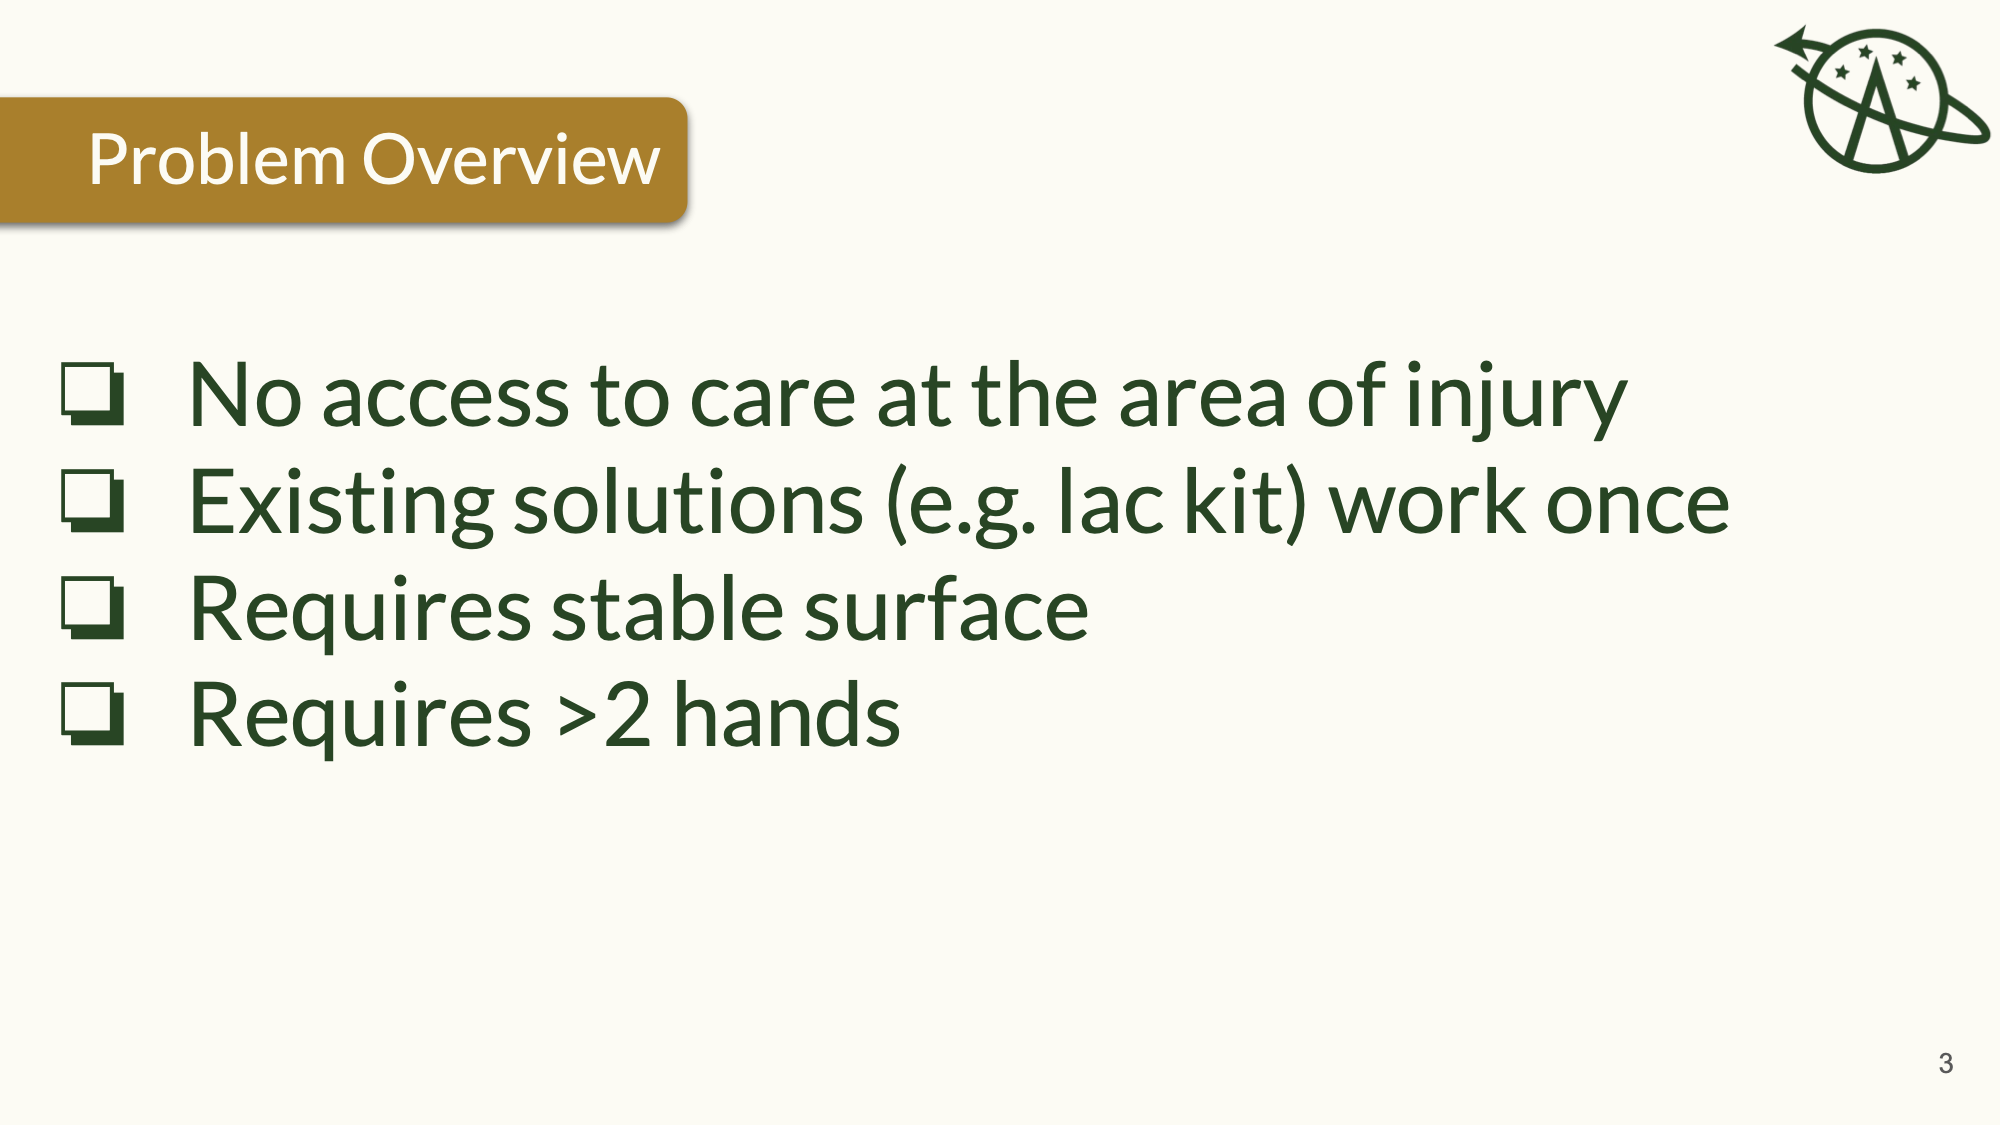 Problem Overview
No access to care at the area of injury
Existing solutions (e.g. lac kit) work once
Requires stable surface
Requires >2 hands
3